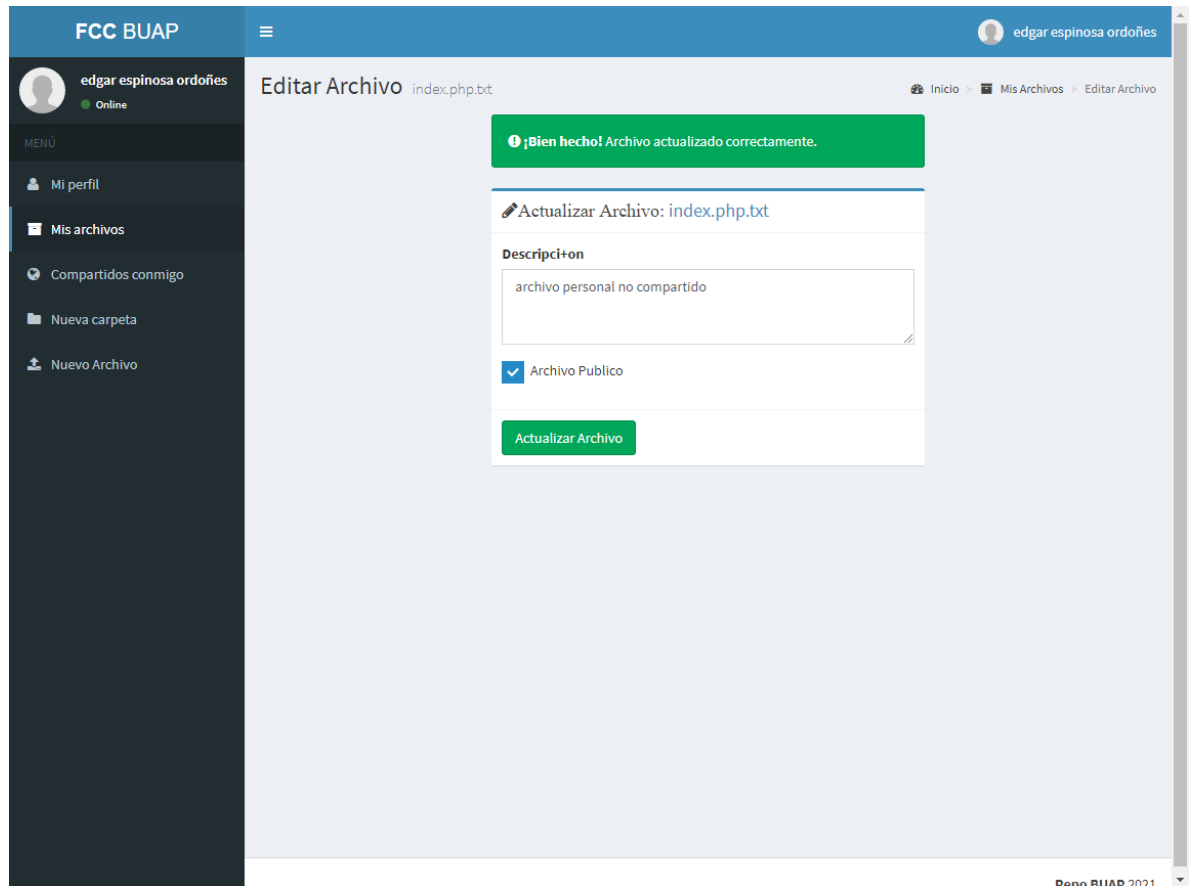 FCC BUAP
edgar espinosa ordoñes
edgar espinosa ordoñes
Online
MENÚ
Mi perfil
Mis archivos
Compartidos conmigo
Nueva carpeta
Nuevo Archivo
Editar Archivo index.php.txt
Inicio > Mis Archivos > Editar Archivo
¡Bien hecho! Archivo actualizado correctamente.
Actualizar Archivo: index.php.txt
Descripci+on
archivo personal no compartido
Archivo Publico
Actualizar Archivo
Repo BUAP 2021